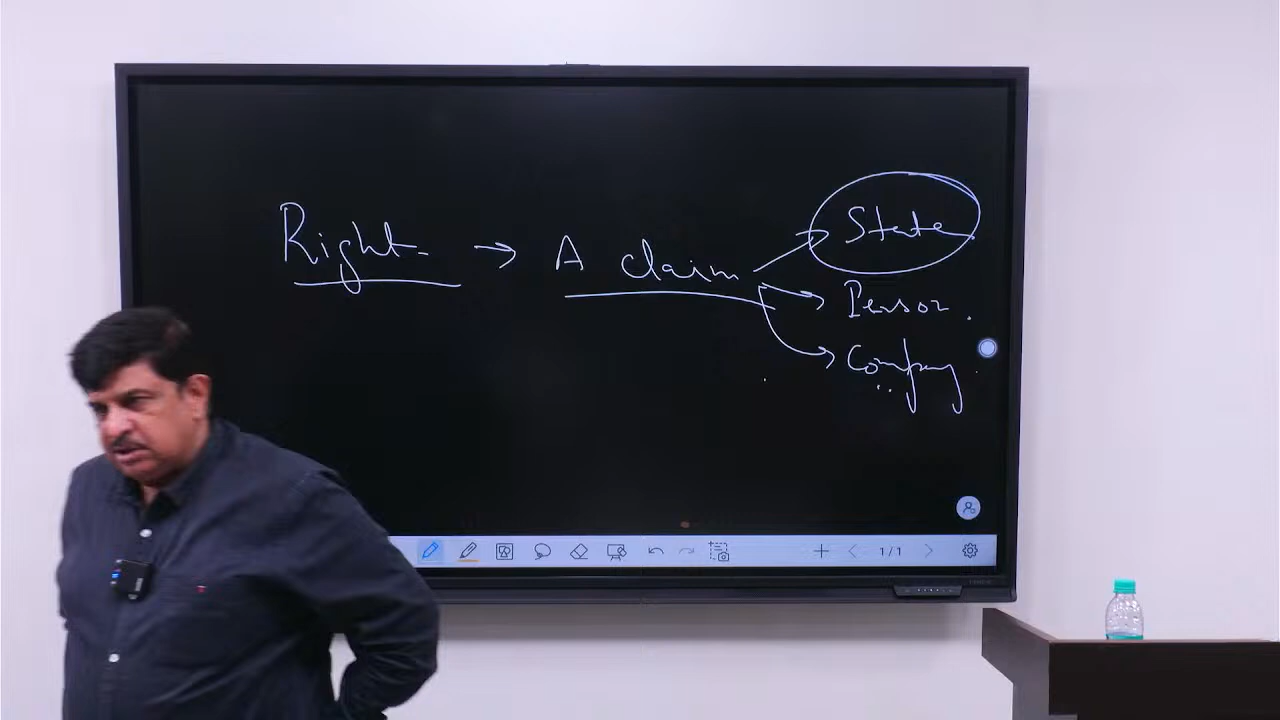 Right → A claim
State
Person
Company
1/1